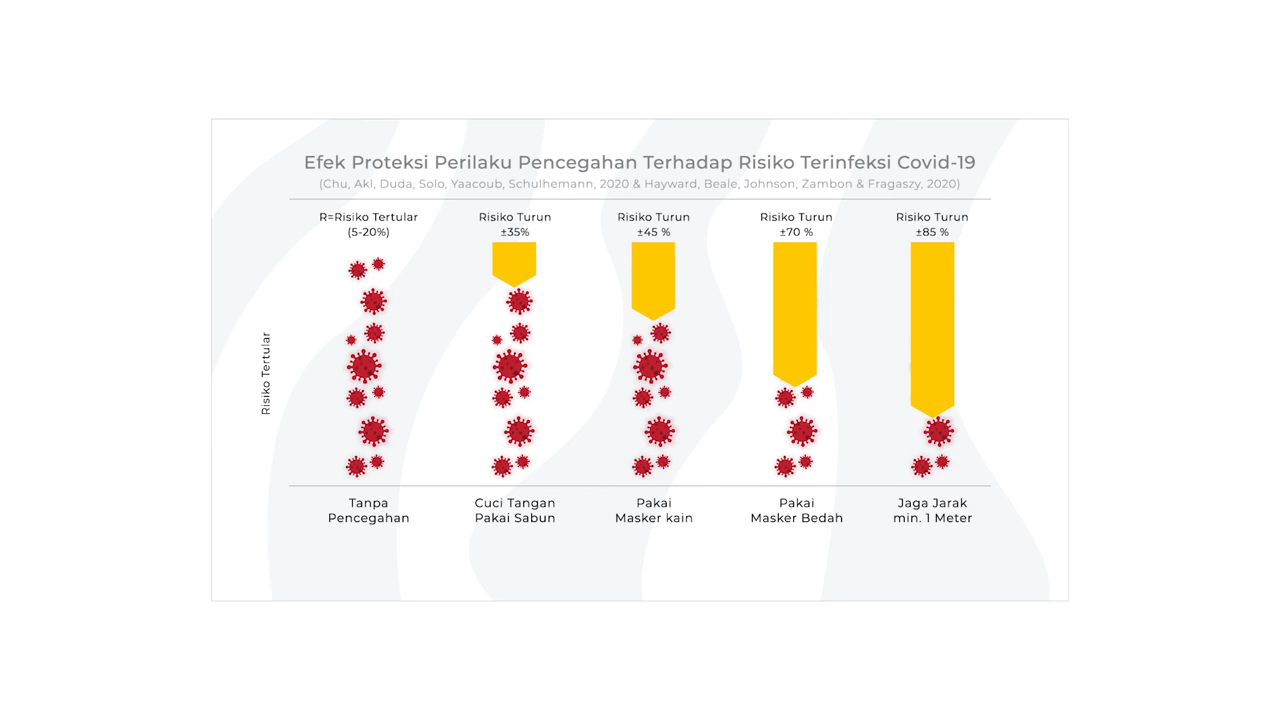 Efek Proteksi Perilaku Pencegahan Terhadap Risiko Terinfeksi Covid-19
(Chu, Akl, Duda, Solo, Yaacoub, Schulhemann, 2020 & Hayward, Beale, Johnson, Zambon & Fragaszy, 2020)
R=Risiko Tertular
(5-20%)
Risiko Turun
±35%
Risiko Turun
±45 %
Risiko Turun
±70 %
Risiko Turun
±85 %
Risiko Tertular
Tanpa
Pencegahan
Cuci Tangan
Pakai Sabun
Pakai
Masker kain
Pakai
Masker Bedah
Jaga Jarak
min. 1 Meter